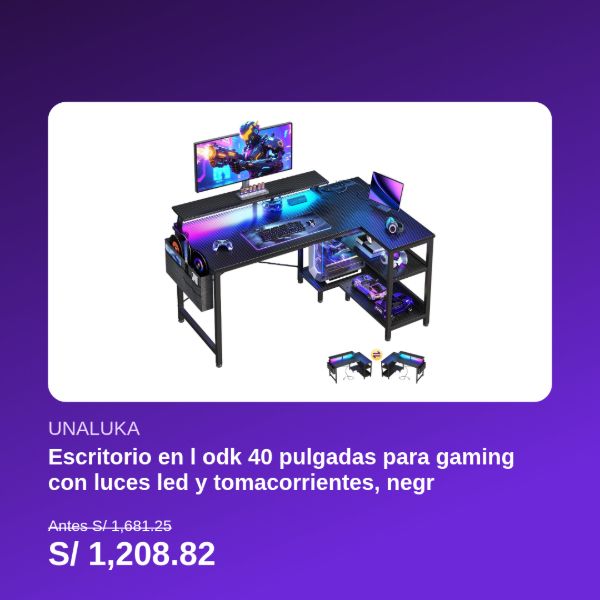 UNALUKA
Escritorio en l odk 40 pulgadas para gaming
con luces led y tomacorrientes, negr
Antes S/ 1,681.25
S/ 1,208.82